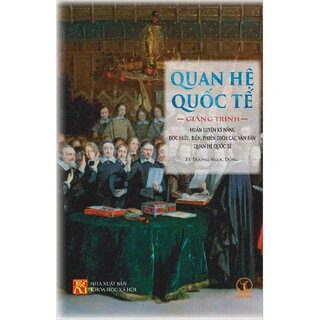 QUAN HỆ
QUỐC TẾ
— GIẢNG TRÌNH —
HUẤN LUYỆN KỸ NĂNG
ĐỌC HIỂU, BIÊN, PHIÊN DỊCH CÁC VĂN BẢN
QUAN HỆ QUỐC TẾ
TS. DƯƠNG NGỌC DŨNG
NHÀ XUẤT BẢN
KHOA HỌC XÃ HỘI